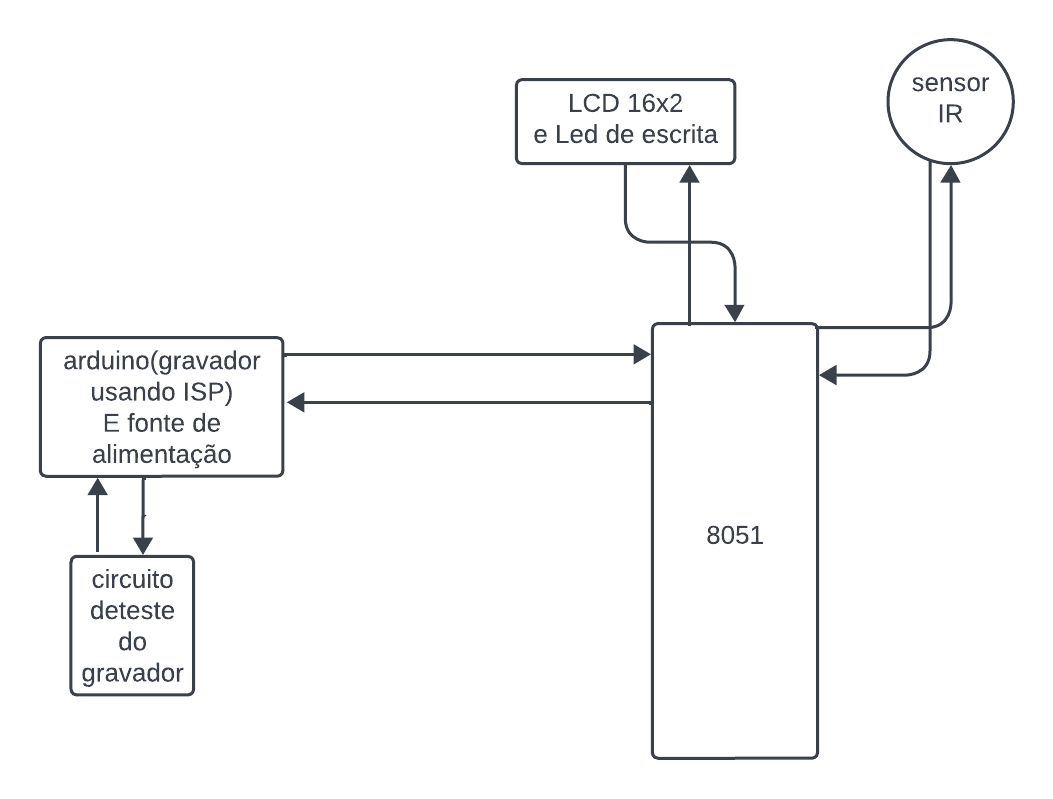 sensor
IR
LCD 16x2
e Led de escrita
arduino(gravador
usando ISP)
E fonte de
alimentação
8051
circuito
deteste
do
gravador